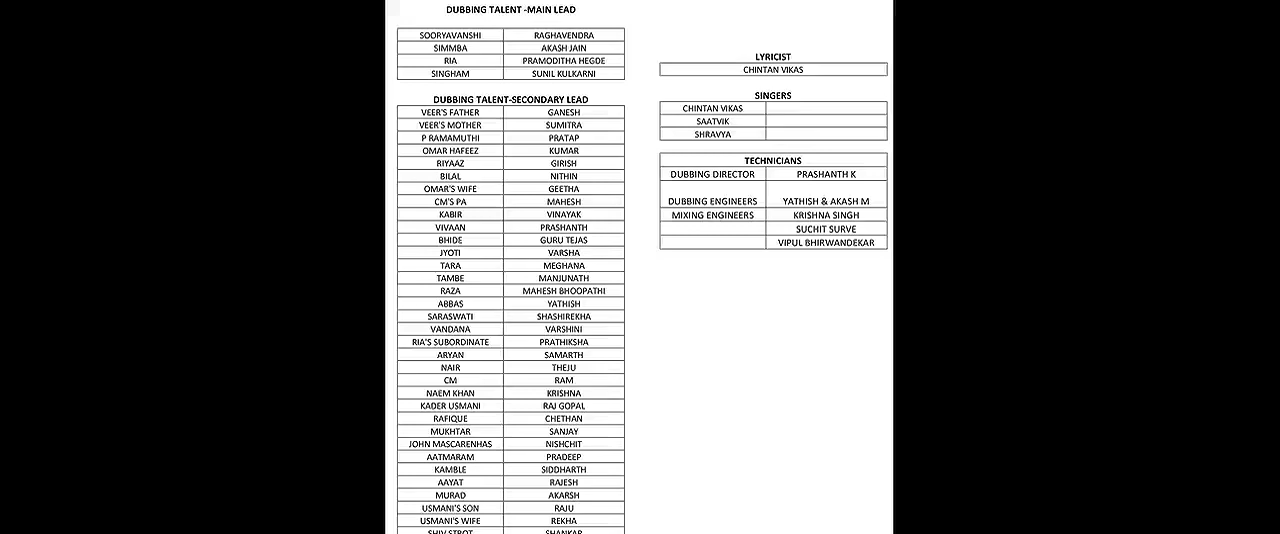 DUBBING TALENT -MAIN LEAD
SOORYAVANSHI RAGHAVENDRA
SIMMBA AKASH JAIN
RIA PRAMODITHA HEGDE
SINGHAM SUNIL KULKARNI
DUBBING TALENT-SECONDARY LEAD
VEER'S FATHER GANESH
VEER'S MOTHER SUMITRA
P RAMAMUTHI PRATAP
OMAR HAFEEZ KUMAR
RIYAAZ GIRISH
BILAL NITHIN
OMAR'S WIFE GEETHA
CM'S PA MAHESH
KABIR VINAYAK
VIVAAN PRASHANTH
BHIDE GURU TEJAS
JYOTI VARSHA
TARA MEGHANA
TAMBE MANJUNATH
RAZA MAHESH BHOOPATHI
ABBAS YATHISH
SARASWATI SHASHIREKHA
VANDANA VARSHINI
RIA'S SUBORDINATE PRATHIKSHA
ARYAN SAMARTH
NAIR THEJU
CM RAM
NAEM KHAN KRISHNA
KADER USMANI RAJ GOPAL
RAFIQUE CHETHAN
MUKHTAR SANJAY
JOHN MASCARENHAS NISHCHIT
AATMARAM PRADEEP
KAMBLE SIDDHARTH
AAYAT RAJESH
MURAD AKARSH
USMANI'S SON RAJU
USMANI'S WIFE REKHA
SHIV STROT SHANKAR
LYRICIST
CHINTAN VIKAS
SINGERS
CHINTAN VIKAS
SAATVIK
SHRAVYA
TECHNICIANS
DUBBING DIRECTOR PRASHANTH K
DUBBING ENGINEERS YATHISH & AKASH M
MIXING ENGINEERS KRISHNA SINGH
SUCHIT SURVE
VIPUL BHIRWANDEKAR